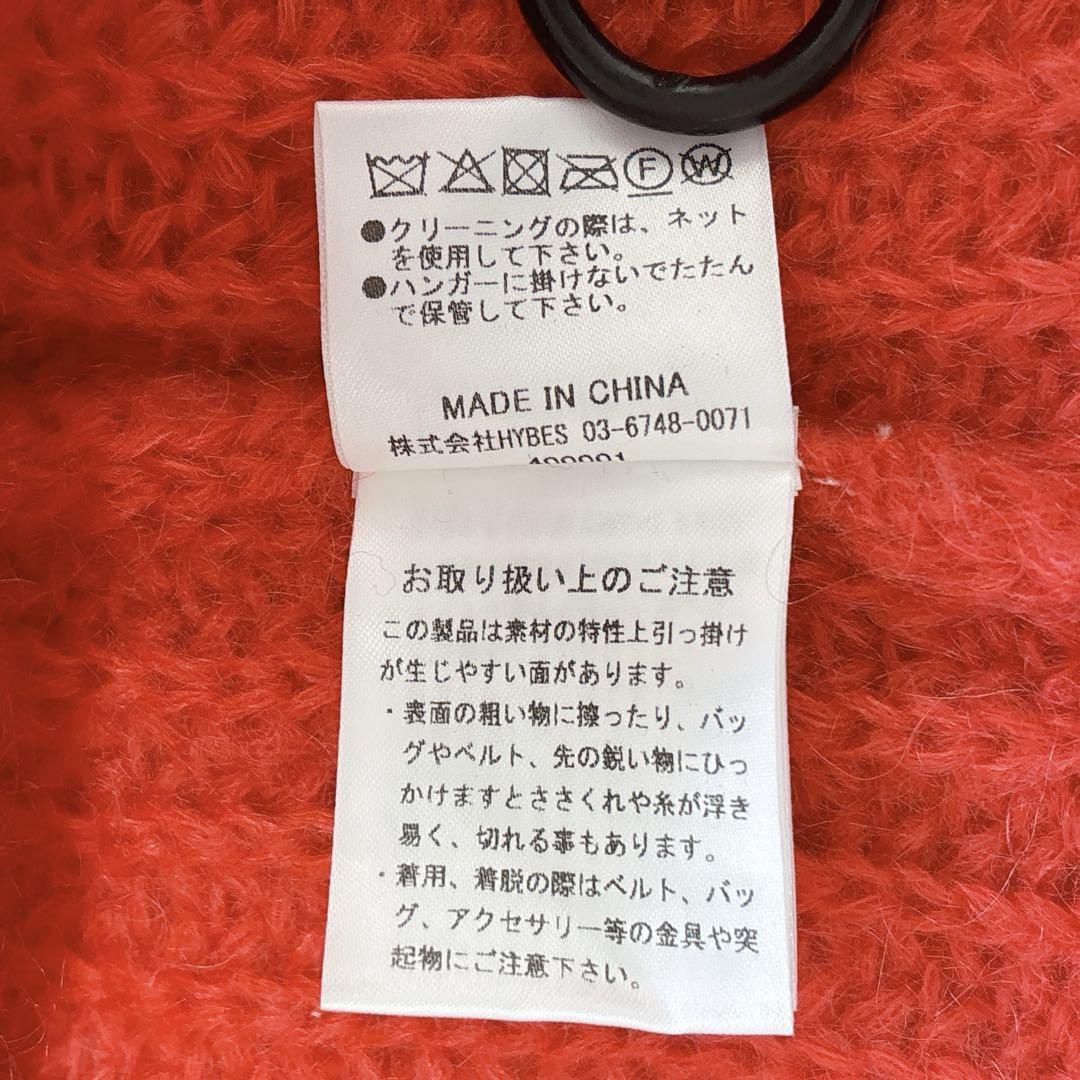 F W
●クリーニングの際は、ネット
を使用して下さい。
●ハンガーに掛けないでたたん
で保管して下さい。
MADE IN CHINA
株式会社HYBES 03-6748-0071
お取り扱い上のご注意
この製品は素材の特性上引っ掛け
が生じやすい面があります。
・表面の粗い物に擦ったり、バッ
グやベルト、先の鋭い物にひっ
かけますとささくれや糸が浮き
易く、切れる事もあります。
・着用、着脱の際はベルト、バッ
グ、アクセサリー等の金具や突
起物にご注意下さい。